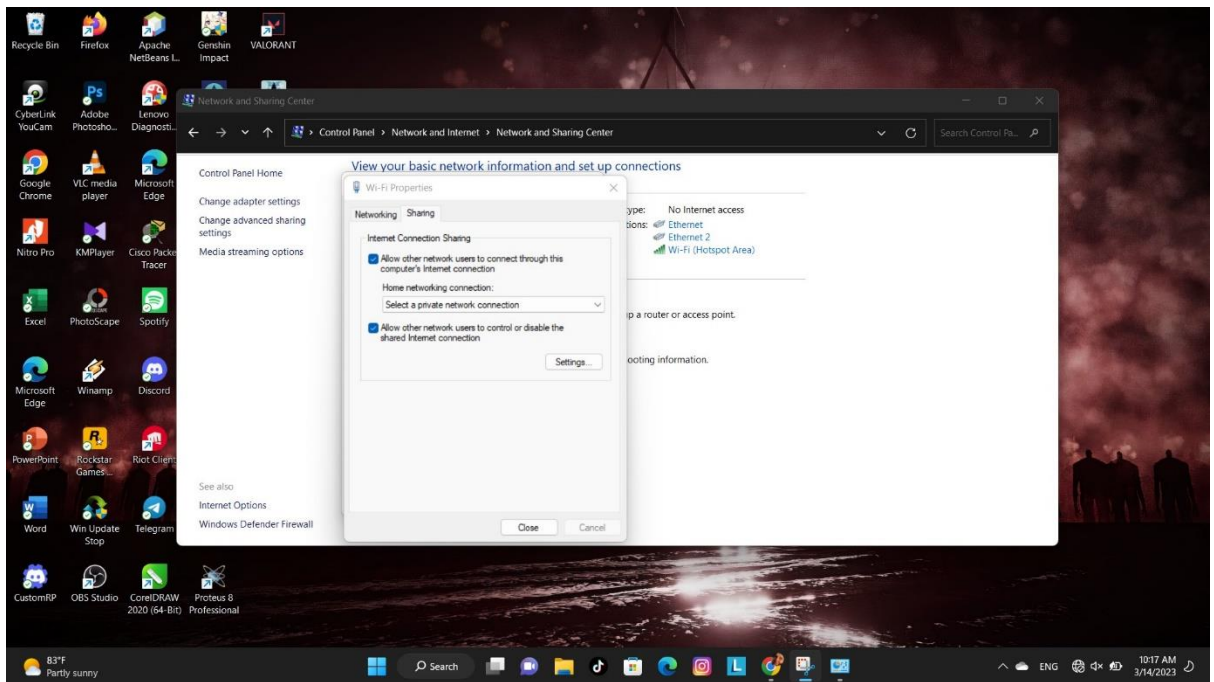 Recycle Bin
Firefox
Apache
NetBeans I...
Genshin
Impact
VALORANT
CyberLink
YouCam
Adobe
Photosho...
Lenovo
Diagnosti...
Google
Chrome
VLC media
player
Microsoft
Edge
Nitro Pro
KMPlayer
Cisco Packe
Tracer
Excel
PhotoScape
Spotify
Microsoft
Edge
Winamp
Discord
PowerPoint
Rockstar
Games ...
Riot Client
Word
Win Update
Stop
Telegram
CustomRP
OBS Studio
CorelDRAW
2020 (64-Bit)
Proteus 8
Professional
Network and Sharing Center
Control Panel > Network and Internet > Network and Sharing Center
Search Control Pa...
Control Panel Home
Change adapter settings
Change advanced sharing
settings
Media streaming options
See also
Internet Options
Windows Defender Firewall
View your basic network information and set up connections
ype: No Internet access
tions: Ethernet
Ethernet 2
Wi-Fi (Hotspot Area)
p a router or access point.
ooting information.
Wi-Fi Properties
Networking Sharing
Internet Connection Sharing
Allow other network users to connect through this
computer's Internet connection
Home networking connection:
Select a private network connection
Allow other network users to control or disable the
shared Internet connection
Settings...
Close Cancel
83°F
Partly sunny
Search
ENG
10:17 AM
3/14/2023